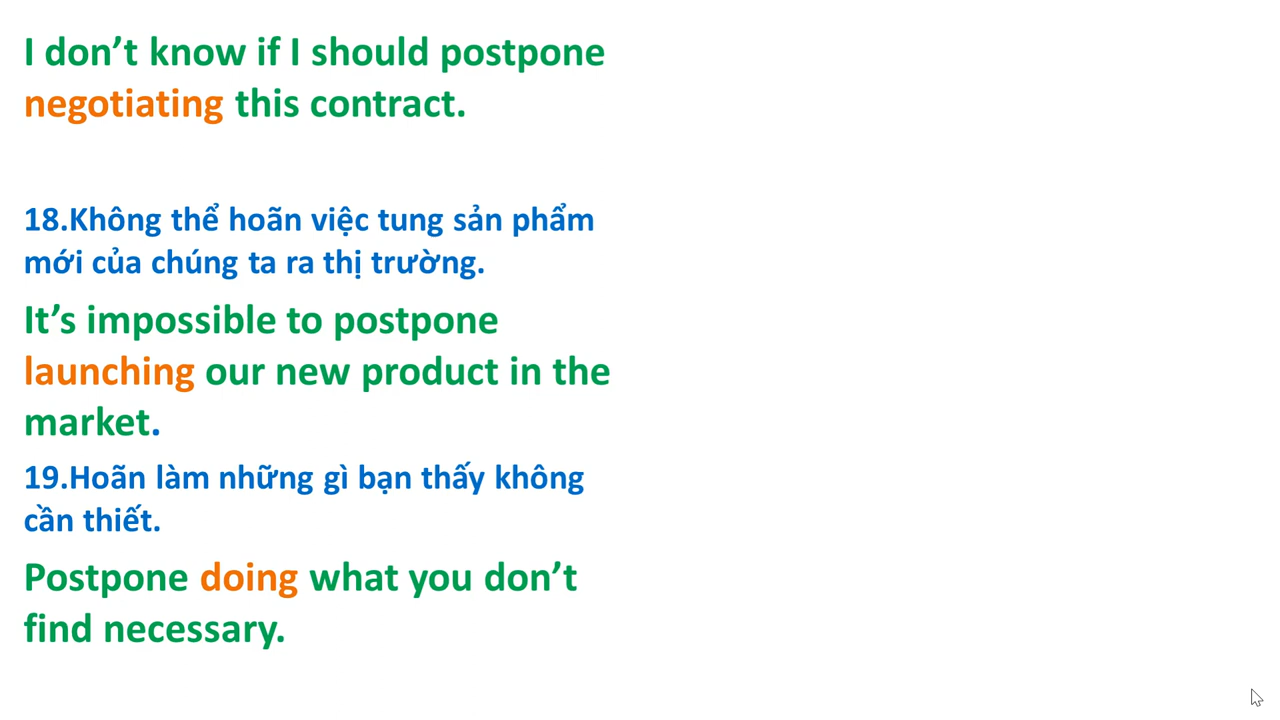 I don’t know if I should postpone
negotiating this contract.
18.Không thể hoãn việc tung sản phẩm
mới của chúng ta ra thị trường.
It’s impossible to postpone
launching our new product in the
market.
19.Hoãn làm những gì bạn thấy không
cần thiết.
Postpone doing what you don’t
find necessary.